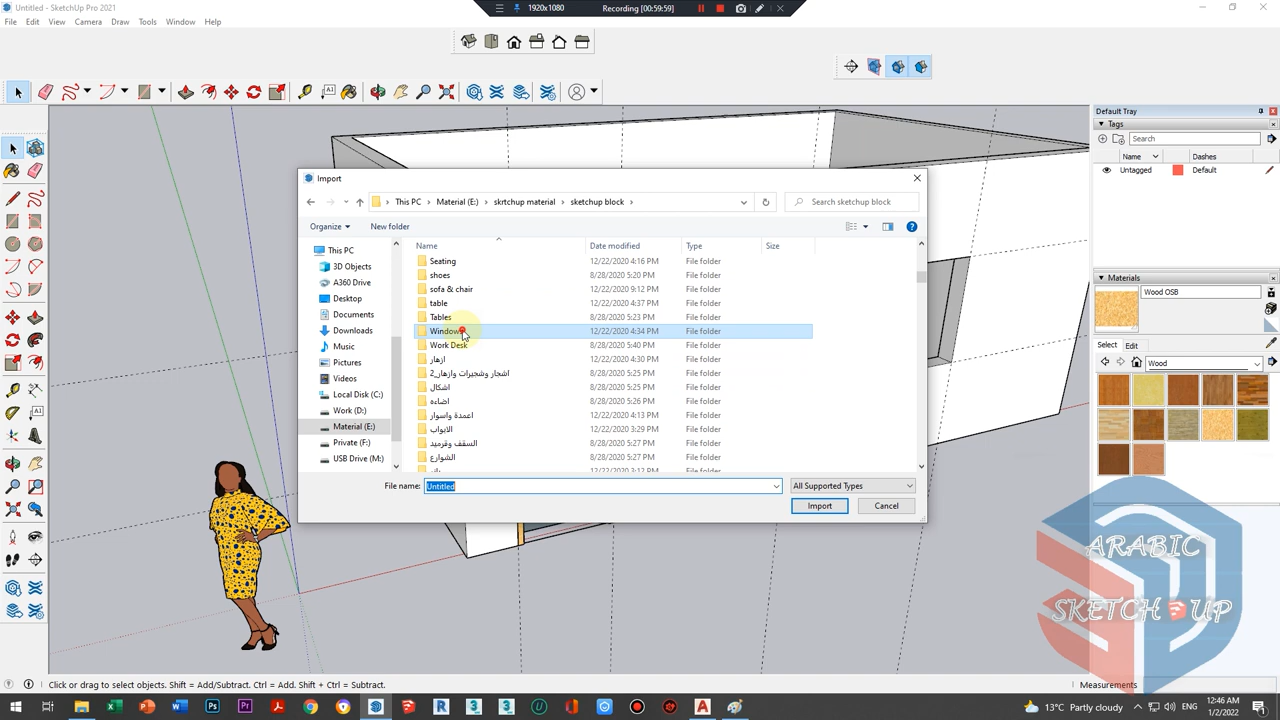 Untitled - SketchUp Pro 2021
1920x1080
Recording [00:59:59]
File Edit View Camera Draw Tools Window Help
Default Tray
Tags
Search
Name Dashes
Untagged Default
Import
This PC > Material (E:) > skrtchup material > sketchup block >
Search sketchup block
Organize New folder
Name Date modified Type Size
This PC
3D Objects
A360 Drive
Desktop
Documents
Downloads
Music
Pictures
Videos
Local Disk (C:)
Work (D:)
Material (E:)
Private (F:)
USB Drive (M:)
Seating 12/22/2020 4:16 PM File folder
shoes 8/28/2020 5:20 PM File folder
sofa & chair 12/22/2020 9:12 PM File folder
table 12/22/2020 4:37 PM File folder
Tables 8/28/2020 5:23 PM File folder
Window 12/22/2020 4:34 PM File folder
Work Desk 8/28/2020 5:40 PM File folder
ازهار 12/22/2020 4:30 PM File folder
اشجار وشجيرات وازهار_2 8/28/2020 5:25 PM File folder
اشكال 8/28/2020 5:25 PM File folder
اضاءه 8/28/2020 5:26 PM File folder
اعمدة واسوار 12/22/2020 4:13 PM File folder
الابواب 12/22/2020 3:29 PM File folder
السقف وقرميد 8/28/2020 5:27 PM File folder
الشوارع 8/28/2020 5:27 PM File folder
12/22/2020 3:12 PM File folder
File name: Untitled
All Supported Types
Import Cancel
Materials
Wood OSB
Select Edit
Wood
ARABIC
SKETCH UP
Click or drag to select objects. Shift = Add/Subtract. Ctrl = Add. Shift + Ctrl = Subtract.
Measurements
13°C Partly cloudy
12:46 AM
1/2/2022